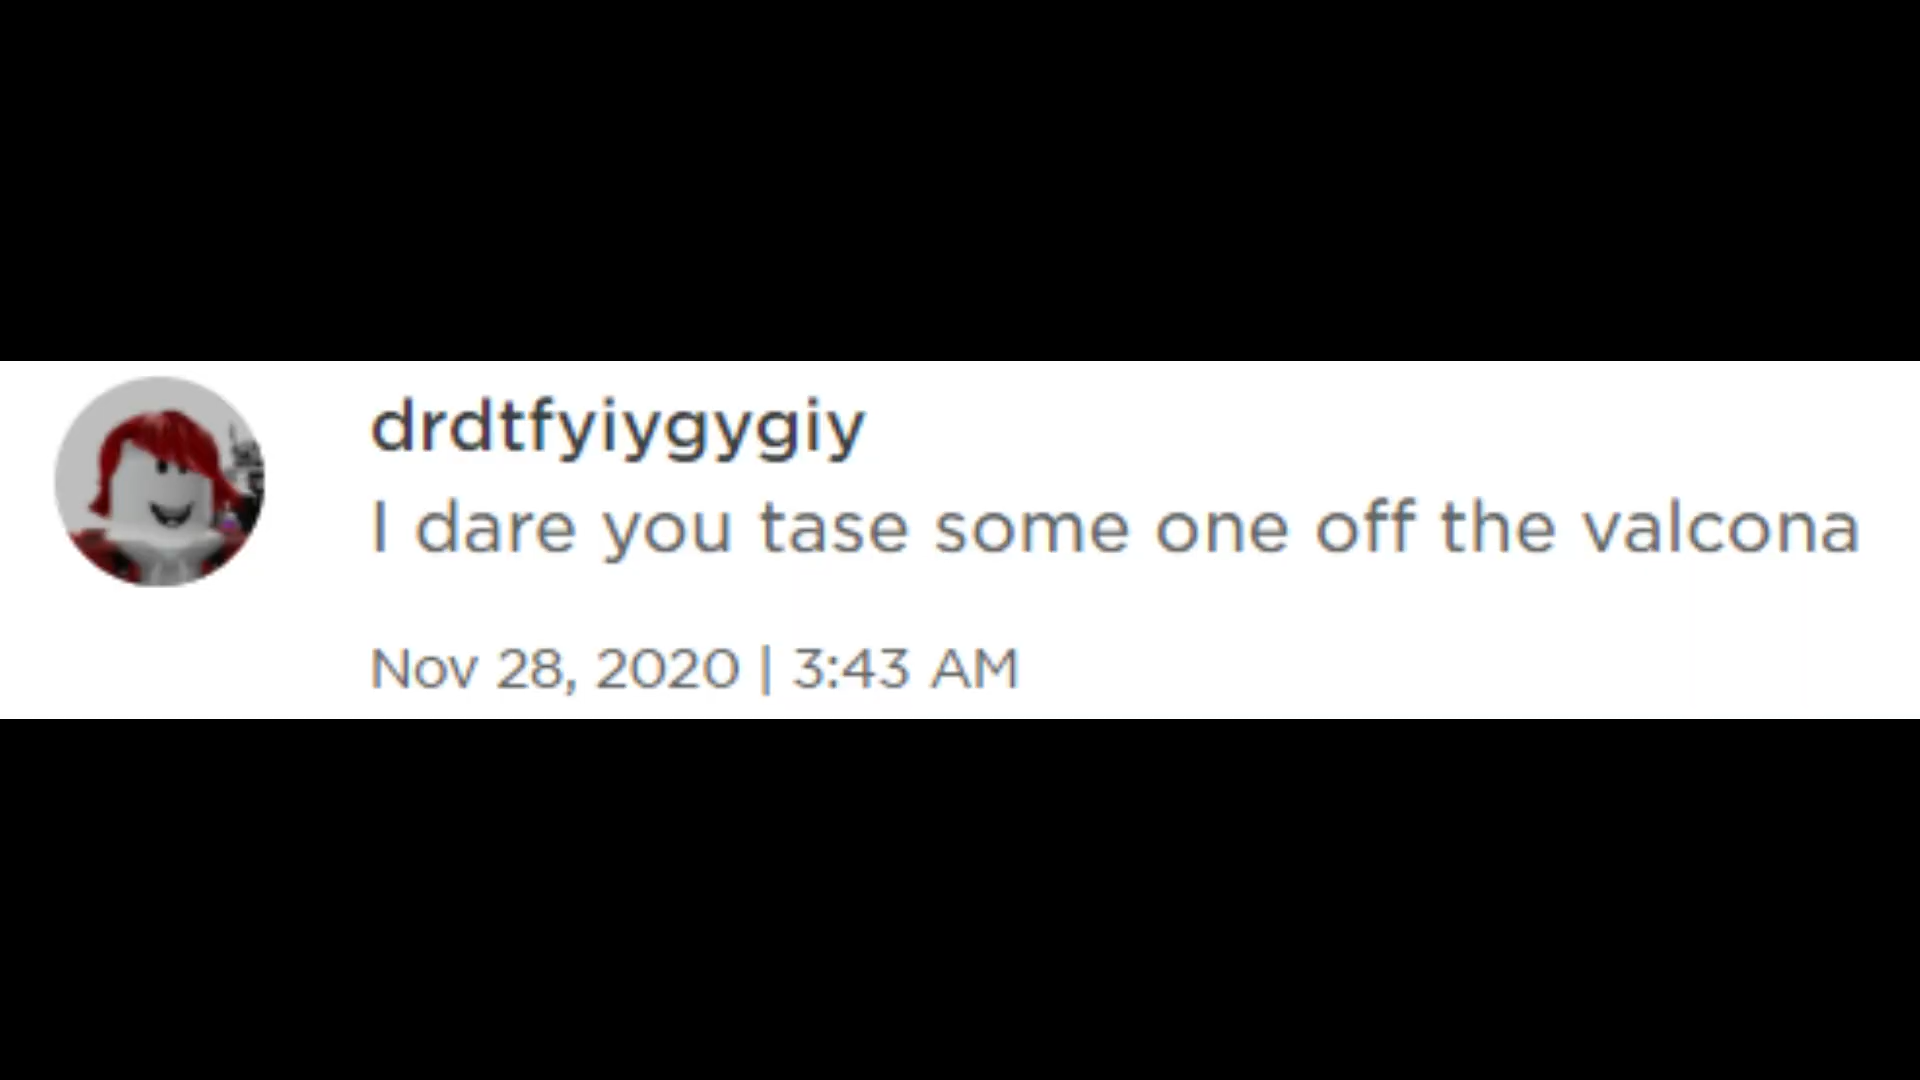 drdtfyiygygiy
I dare you tase some one off the valcona
Nov 28, 2020 | 3:43 AM